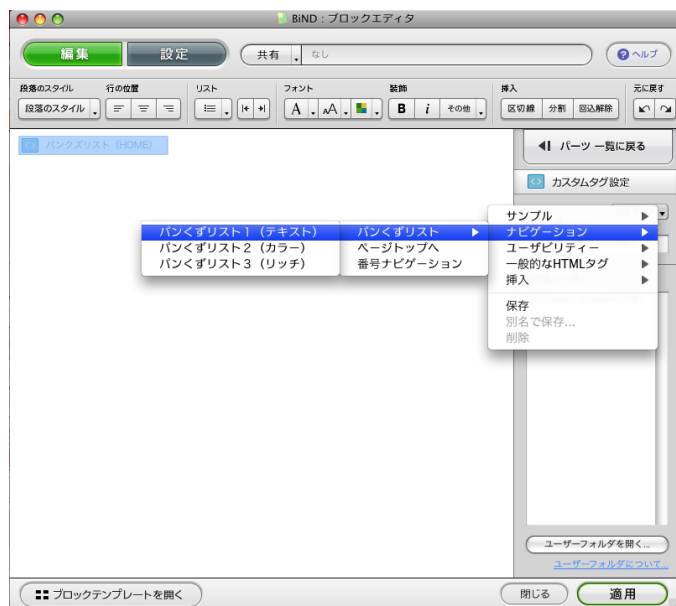 BiND : ブロックエディタ
編集
設定
共有
なし
ヘルプ
段落のスタイル
行の位置
リスト
フォント
装飾
挿入
元に戻す
段落のスタイル
A
AA
B
i
その他
区切線
分割
回込解除
パンクズリスト (HOME)
パーツ 一覧に戻る
カスタムタグ設定
サンプル
ナビゲーション
ユーザビリティー
一般的なHTMLタグ
挿入
保存
別名で保存...
削除
パンくずリスト
ページトップへ
番号ナビゲーション
パンくずリスト1（テキスト）
パンくずリスト2（カラー）
パンくずリスト3（リッチ）
ユーザーフォルダを開く...
ユーザーフォルダについて...
ブロックテンプレートを開く
閉じる
適用